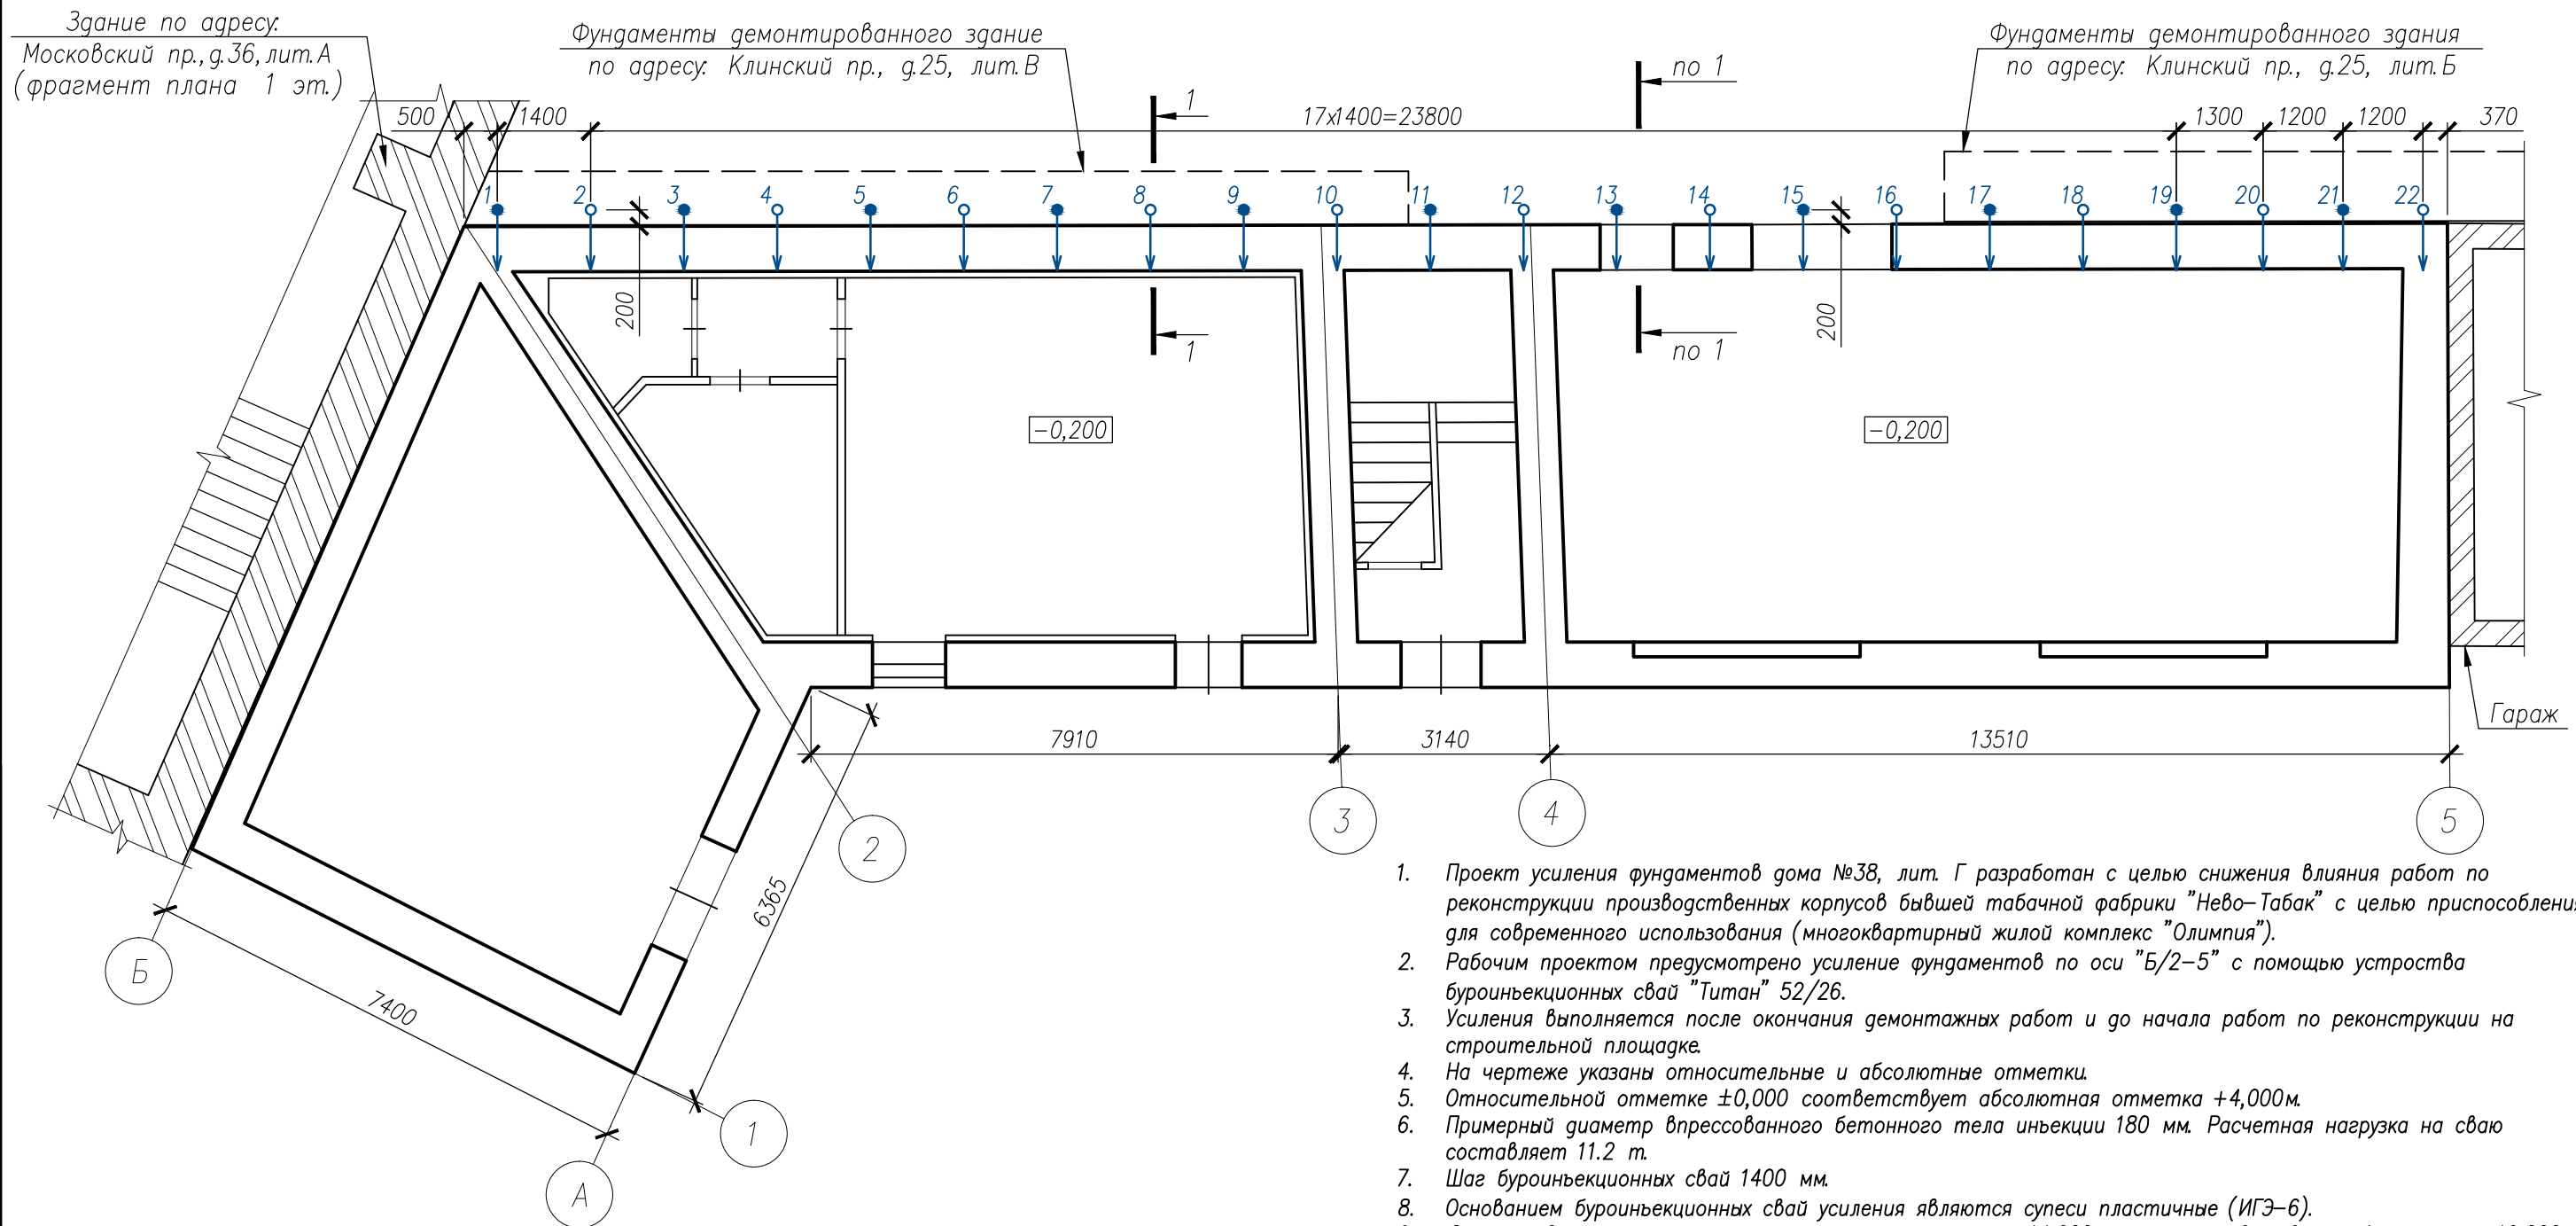 Здание по адресу:
Московский пр.,д.36,лит.А
(фрагмент плана 1 эт.)
Фундаменты демонтированного здание
по адресу: Клинский пр., д.25, лит.В
Фундаменты демонтированного здания
по адресу: Клинский пр., д.25, лит.Б
1
по 1
500
1400
17х1400=23800
1300
1200
1200
370
1
2
3
4
5
6
7
8
9
10
11
12
13
14
15
16
17
18
19
20
21
22
200
200
1
по 1
-0,200
-0,200
7910
3140
13510
Гараж
6365
7400
2
3
4
5
Б
1
А
1. Проект усиления фундаментов дома №38, лит. Г разработан с целью снижения влияния работ по
реконструкции производственных корпусов бывшей табачной фабрики "Нево-Табак" с целью приспособления
для современного использования (многоквартирный жилой комплекс "Олимпия").
2. Рабочим проектом предусмотрено усиление фундаментов по оси "Б/2-5" с помощью устроства
буроинъекционных свай "Титан" 52/26.
3. Усиления выполняется после окончания демонтажных работ и до начала работ по реконструкции на
строительной площадке.
4. На чертеже указаны относительные и абсолютные отметки.
5. Относительной отметке ±0,000 соответствует абсолютная отметка +4,000м.
6. Примерный диаметр впрессованного бетонного тела инъекции 180 мм. Расчетная нагрузка на сваю
составляет 11.2 т.
7. Шаг буроинъекционных свай 1400 мм.
8. Основанием буроинъекционных свай усиления являются супеси пластичные (ИГЭ-6).